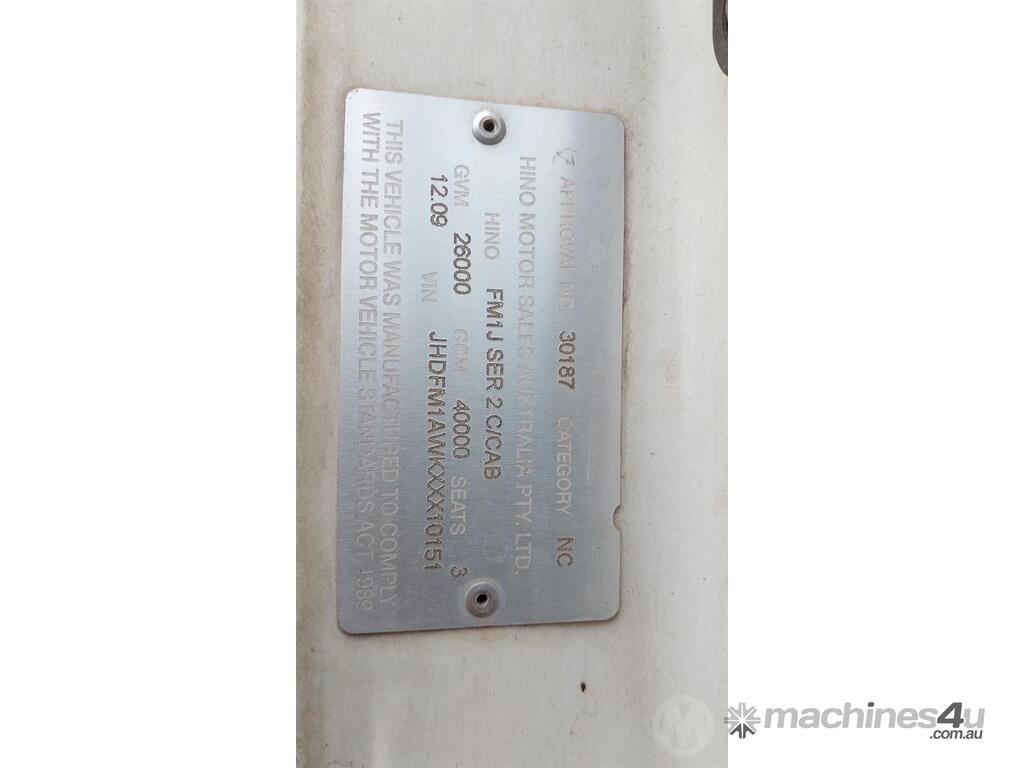 APPROVAL NO. 30187 CATEGORY NC
HINO MOTOR SALES AUSTRALIA PTY. LTD.
HINO FM1J SER 2 C/CAB
GVM 26000 GCM 40000 SEATS 3
12.09 VIN JHDFM1AWKXXX10151
THIS VEHICLE WAS MANUFACTURED TO COMPLY
WITH THE MOTOR VEHICLE STANDARDS ACT 1989
machines4u
.com.au